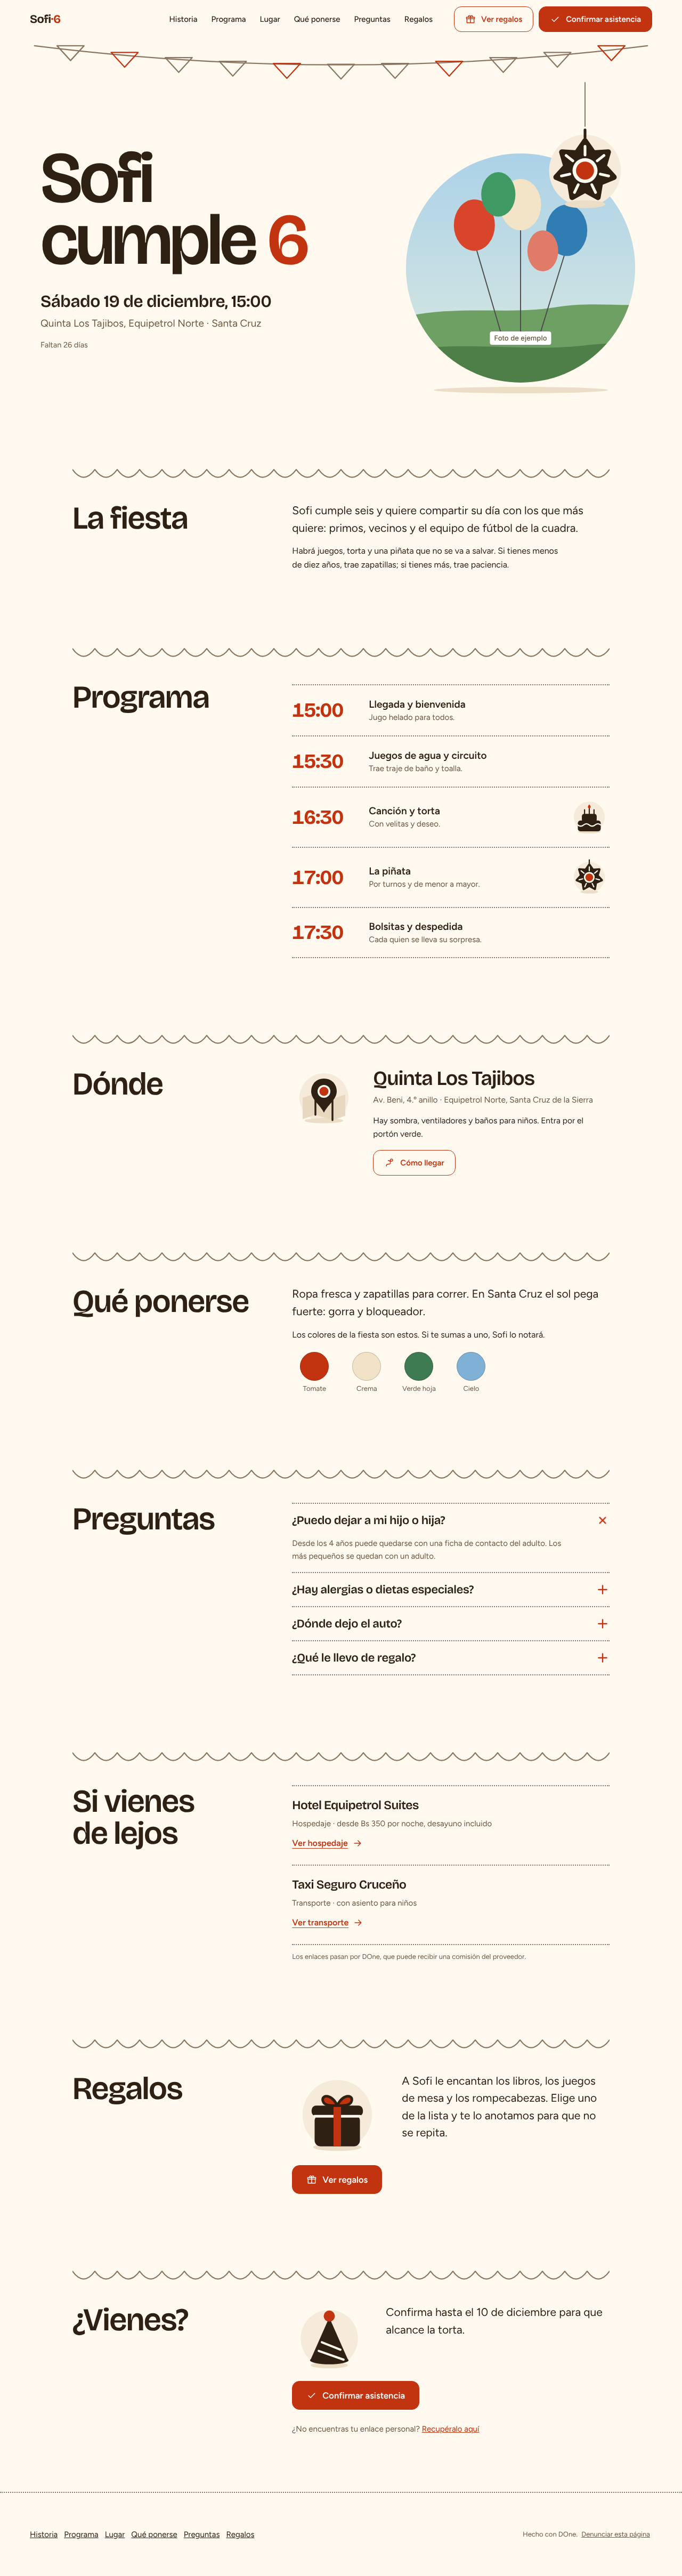 Sofi·6
Historia
Programa
Lugar
Qué ponerse
Preguntas
Regalos
Ver regalos
Confirmar asistencia
Sofi
cumple 6
Sábado 19 de diciembre, 15:00
Quinta Los Tajibos, Equipetrol Norte · Santa Cruz
Faltan 26 días
Foto de ejemplo
La fiesta
Sofi cumple seis y quiere compartir su día con los que más
quiere: primos, vecinos y el equipo de fútbol de la cuadra.
Habrá juegos, torta y una piñata que no se va a salvar. Si tienes menos
de diez años, trae zapatillas; si tienes más, trae paciencia.
Programa
15:00
Llegada y bienvenida
Jugo helado para todos.
15:30
Juegos de agua y circuito
Trae traje de baño y toalla.
16:30
Canción y torta
Con velitas y deseo.
17:00
La piñata
Por turnos y de menor a mayor.
17:30
Bolsitas y despedida
Cada quien se lleva su sorpresa.
Dónde
Quinta Los Tajibos
Av. Beni, 4.º anillo · Equipetrol Norte, Santa Cruz de la Sierra
Hay sombra, ventiladores y baños para niños. Entra por el
portón verde.
Cómo llegar
Qué ponerse
Ropa fresca y zapatillas para correr. En Santa Cruz el sol pega
fuerte: gorra y bloqueador.
Los colores de la fiesta son estos. Si te sumas a uno, Sofi lo notará.
Tomate
Crema
Verde hoja
Cielo
Preguntas
¿Puedo dejar a mi hijo o hija?
Desde los 4 años puede quedarse con una ficha de contacto del adulto. Los
más pequeños se quedan con un adulto.
¿Hay alergias o dietas especiales?
¿Dónde dejo el auto?
¿Qué le llevo de regalo?
Si vienes
de lejos
Hotel Equipetrol Suites
Hospedaje · desde Bs 350 por noche, desayuno incluido
Ver hospedaje
Taxi Seguro Cruceño
Transporte · con asiento para niños
Ver transporte
Los enlaces pasan por DOne, que puede recibir una comisión del proveedor.
Regalos
A Sofi le encantan los libros, los juegos
de mesa y los rompecabezas. Elige uno
de la lista y te lo anotamos para que no
se repita.
Ver regalos
¿Vienes?
Confirma hasta el 10 de diciembre para que
alcance la torta.
Confirmar asistencia
¿No encuentras tu enlace personal? Recupéralo aquí
Historia
Programa
Lugar
Qué ponerse
Preguntas
Regalos
Hecho con DOne. Denunciar esta página